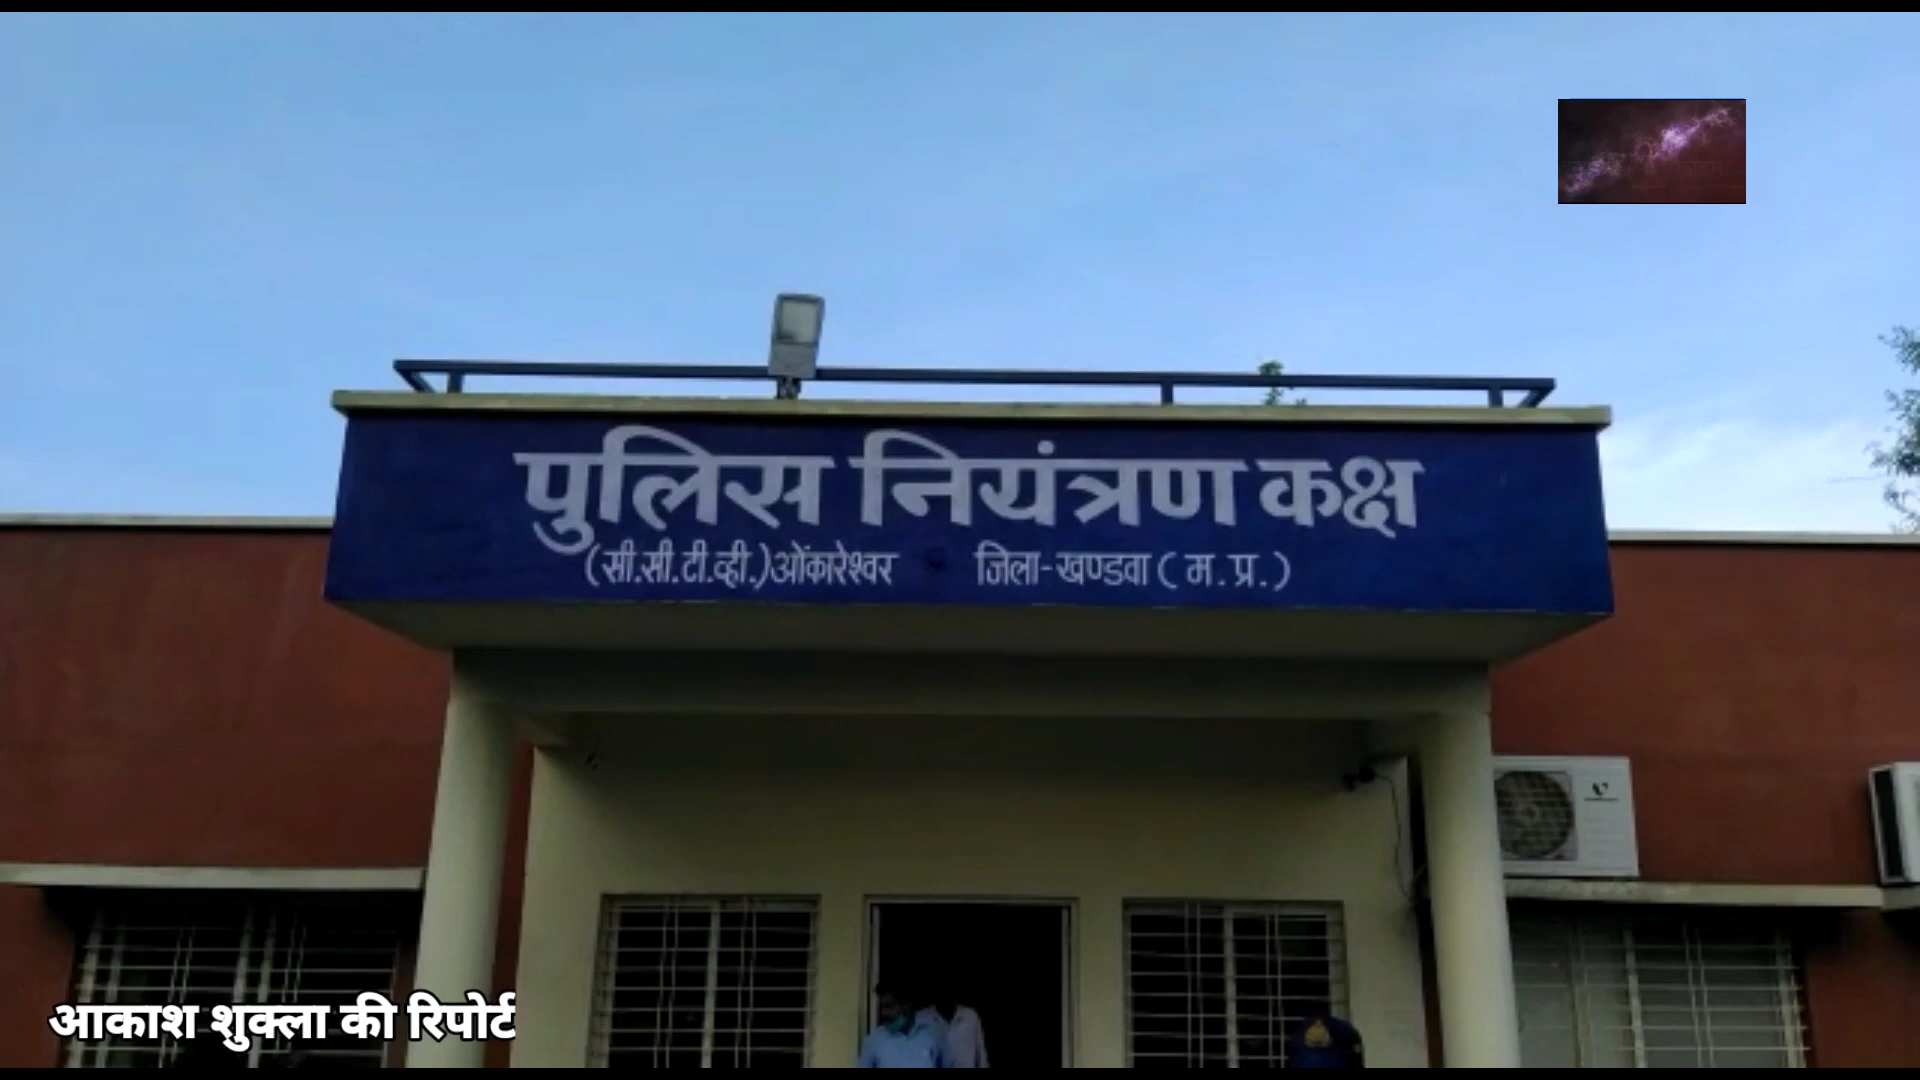 पुलिस नियंत्रण कक्ष
(सी.सी.टी.व्ही.)ओंकारेश्वर जिला-खण्डवा ( म.प्र.)
आकाश शुक्ला की रिपोर्ट